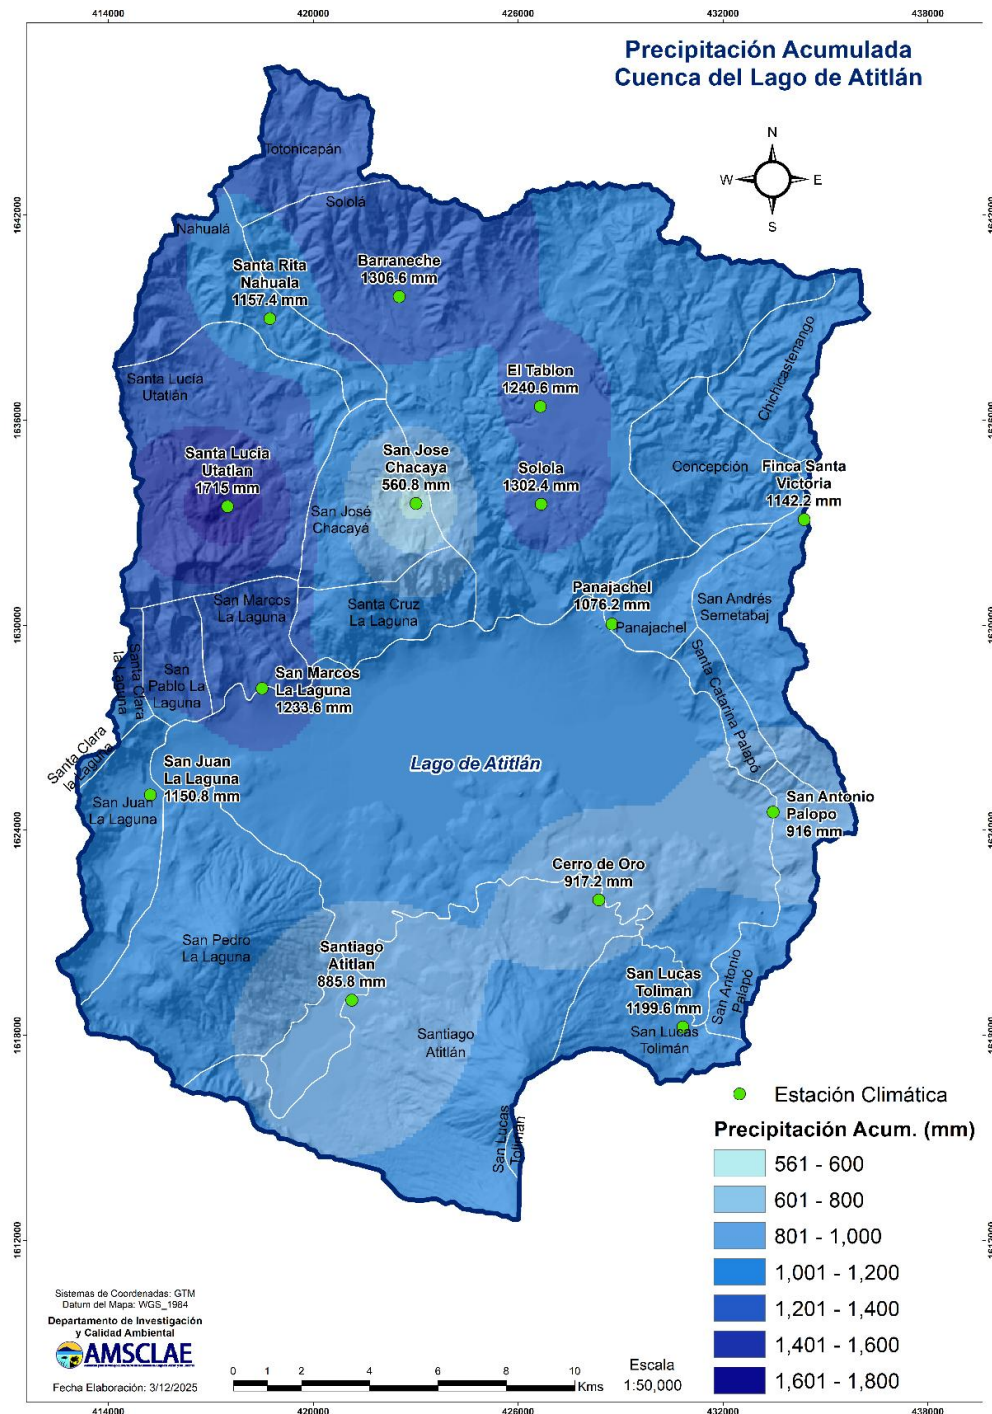 414000
420000
426000
432000
438000
Precipitación Acumulada
Cuenca del Lago de Atitlán
N
W
E
S
1642000
1642000
1636000
1636000
1630000
1630000
1624000
1624000
1618000
1618000
1612000
1612000
Totonicapán
Sololá
Nahualá
Santa Rita
Nahuala
1157.4 mm
Barraneche
1306.6 mm
Chichicastenango
El Tablon
1240.6 mm
Santa Lucía
Utatlán
Santa Lucia
Utatlan
1715 mm
San Jose
Chacaya
560.8 mm
Solola
1302.4 mm
Concepción
Finca Santa
Victoria
1142.2 mm
San José
Chacayá
Panajachel
1076.2 mm
Panajachel
San Andrés
Semetabaj
San Marcos
La Laguna
Santa Cruz
La Laguna
Santa Clara
la Laguna
San
Pablo La
Laguna
San Marcos
La Laguna
1233.6 mm
Santa Catarina Palapó
Santa Clara
la Laguna
San Juan
La Laguna
1150.8 mm
Lago de Atitlán
San Juan
La Laguna
San Antonio
Palopo
916 mm
Cerro de Oro
917.2 mm
San Pedro
La Laguna
Santiago
Atitlan
885.8 mm
San Lucas
Toliman
1199.6 mm
San Antonio
Palapó
Santiago
Atitlán
San Lucas
Tolimán
San Lucas
Tolimán
Estación Climática
Precipitación Acum. (mm)
561 - 600
601 - 800
801 - 1,000
1,001 - 1,200
1,201 - 1,400
1,401 - 1,600
1,601 - 1,800
Sistemas de Coordenadas: GTM
Datum del Mapa: WGS_1984
Departamento de Investigación
y Calidad Ambiental
AMSCLAE
Fecha Elaboración: 3/12/2025
0 1 2 4 6 8 10
Kms
Escala
1:50,000
414000
420000
426000
432000
438000